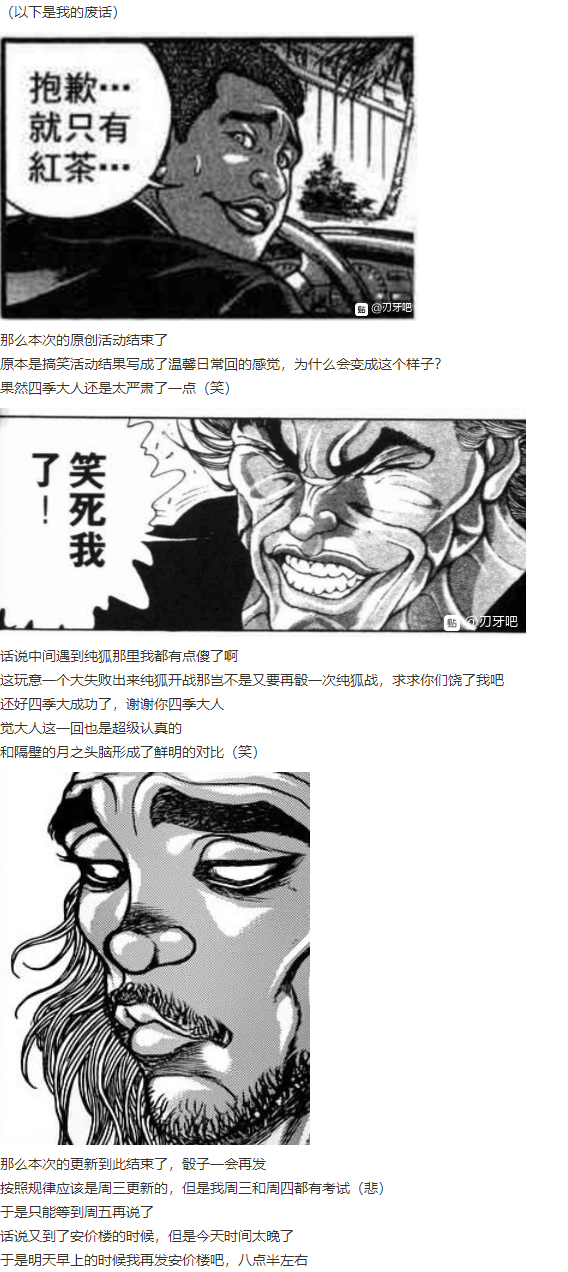 （以下是我的废话）
抱歉…
就只有
紅茶…
贴 @刃牙吧
那么本次的原创活动结束了
原本是搞笑活动结果写成了温馨日常回的感觉，为什么会变成这个样子？
果然四季大人还是太严肃了一点（笑）
笑死我
了！
贴 @刃牙吧
话说中间遇到纯狐那里我都有点傻了啊
这玩意一个大失败出来纯狐开战那岂不是又要再骰一次纯狐战，求求你们饶了我吧
还好四季大成功了，谢谢你四季大人
觉大人这一回也是超级认真的
和隔壁的月之头脑形成了鲜明的对比（笑）
那么本次的更新到此结束了，骰子一会再发
按照规律应该是周三更新的，但是我周三和周四都有考试（悲）
于是只能等到周五再说了
话说又到了安价楼的时候，但是今天时间太晚了
于是明天早上的时候我再发安价楼吧，八点半左右